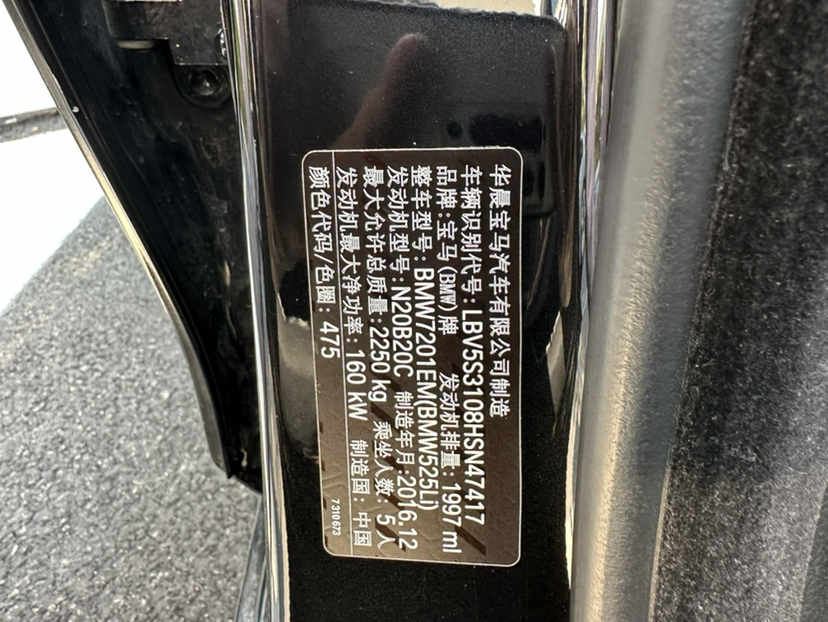 华晨宝马汽车有限公司制造
车辆识别代号: LBV5S3108HSN47417
品牌:宝马(BMW)牌 发动机排量: 1997 ml
整车型号: BMW7201EM(BMW525Li)
发动机型号: N20B20C 制造年月: 2016.12
最大允许总质量: 2250 kg 乘坐人数: 5 人
发动机最大净功率: 160 kW 制造国: 中国
颜色代码/色圈: 475 7310673